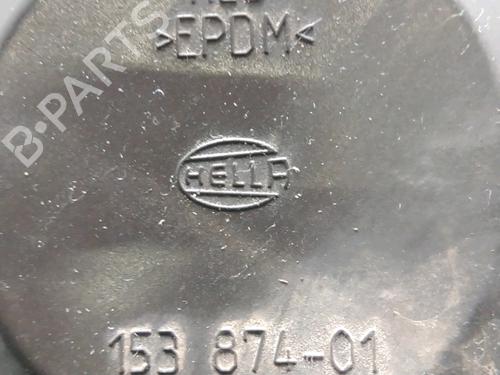 >EPDM<
HELLA
153 874-01
B-PARTS